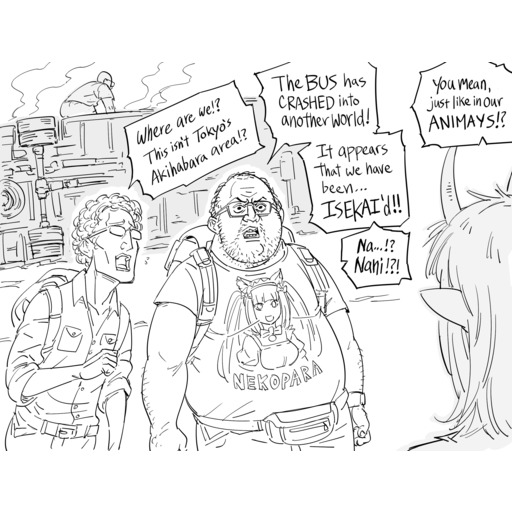 Where are we!?
This isn't Tokyo's
Akihabara area!?
The BUS has
CRASHED into
another WORLD!
It appears
that we have
been...
ISEKAI'd!!
Na...!?
Nani!?!
You mean,
just like in our
ANIMAYS!?
NEKOPARA